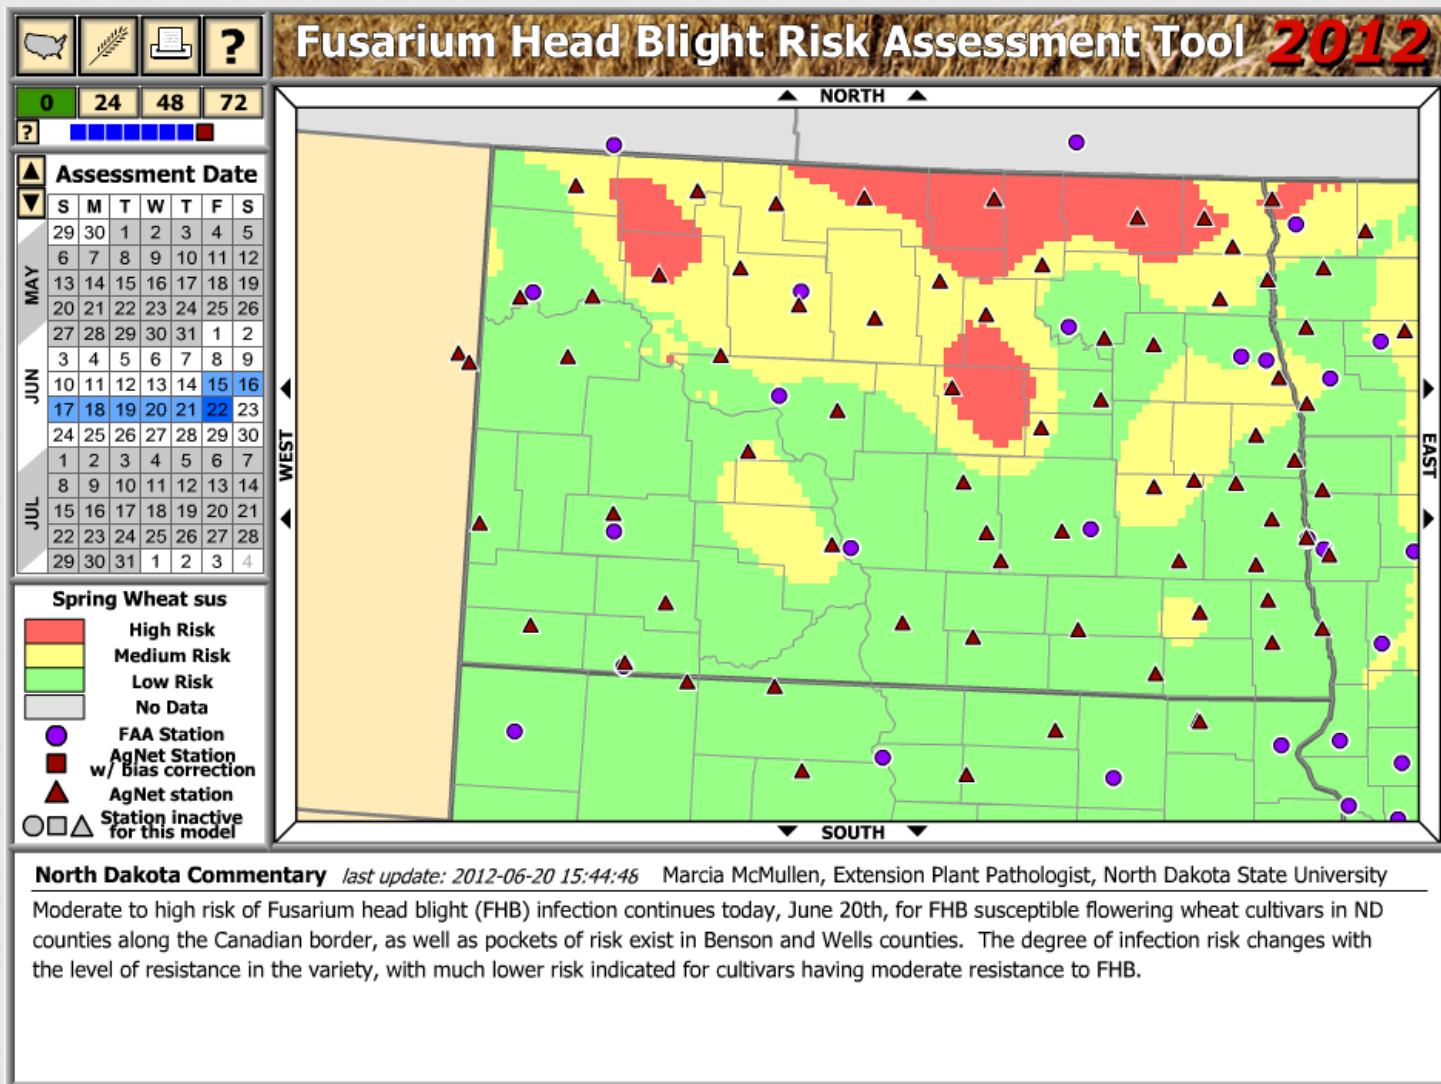 Fusarium Head Blight Risk Assessment Tool 2012
?
0 24 48 72
?
Assessment Date
S M T W T F S
29 30 1 2 3 4 5
6 7 8 9 10 11 12
13 14 15 16 17 18 19
20 21 22 23 24 25 26
27 28 29 30 31 1 2
3 4 5 6 7 8 9
10 11 12 13 14 15 16
17 18 19 20 21 22 23
24 25 26 27 28 29 30
1 2 3 4 5 6 7
8 9 10 11 12 13 14
15 16 17 18 19 20 21
22 23 24 25 26 27 28
29 30 31 1 2 3 4
MAY
JUN
JUL
Spring Wheat sus
High Risk
Medium Risk
Low Risk
No Data
FAA Station
AgNet Station
w/ bias correction
AgNet station
Station inactive
for this model
NORTH
WEST
EAST
SOUTH
North Dakota Commentary last update: 2012-06-20 15:44:48 Marcia McMullen, Extension Plant Pathologist, North Dakota State University
Moderate to high risk of Fusarium head blight (FHB) infection continues today, June 20th, for FHB susceptible flowering wheat cultivars in ND
counties along the Canadian border, as well as pockets of risk exist in Benson and Wells counties.  The degree of infection risk changes with
the level of resistance in the variety, with much lower risk indicated for cultivars having moderate resistance to FHB.